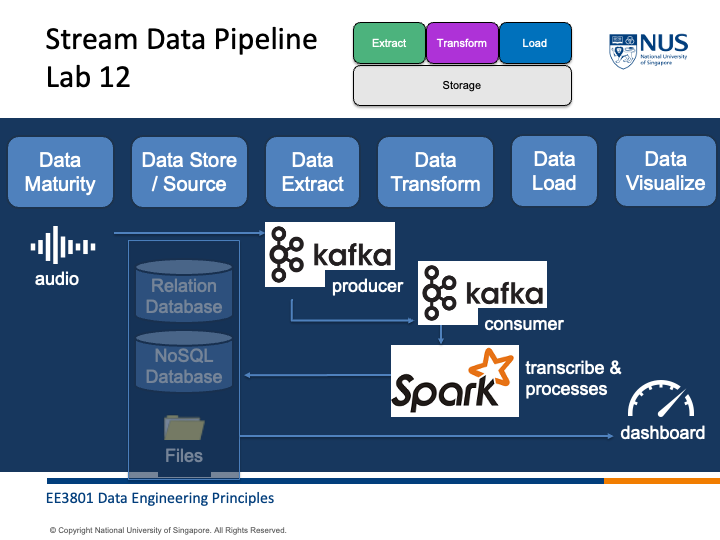 Stream Data Pipeline
Lab 12
Extract
Transform
Load
Storage
NUS
National University
of Singapore
Data
Maturity
Data Store
/ Source
Data
Extract
Data
Transform
Data
Load
Data
Visualize
audio
kafka
producer
kafka
consumer
Relation
Database
NoSQL
Database
Spark
transcribe &
processes
Files
dashboard
EE3801 Data Engineering Principles
© Copyright National University of Singapore. All Rights Reserved.